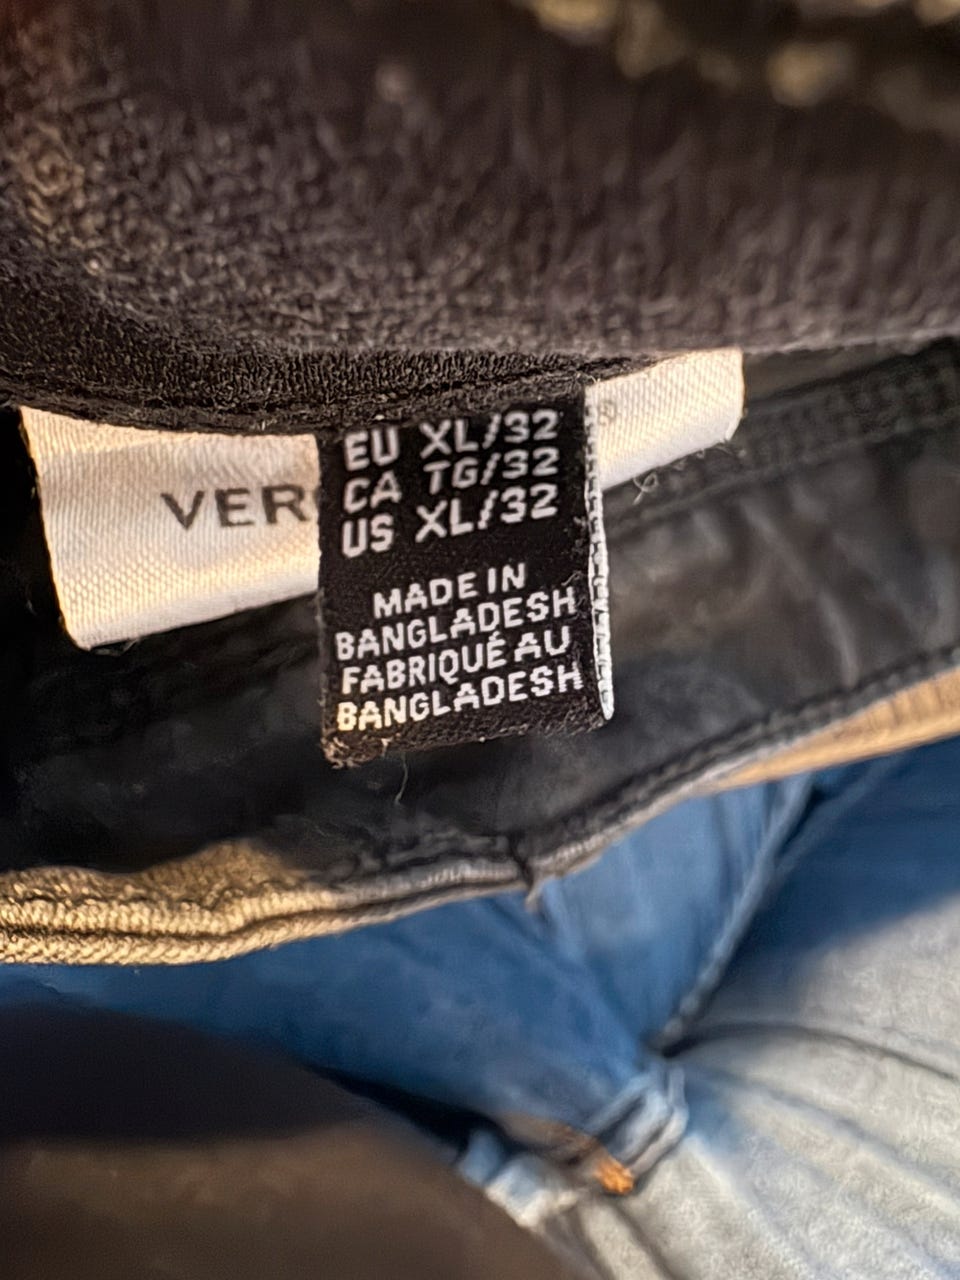 VER
EU XL/32
CA TG/32
US XL/32
MADE IN
BANGLADESH
FABRIQUÉ AU
BANGLADESH